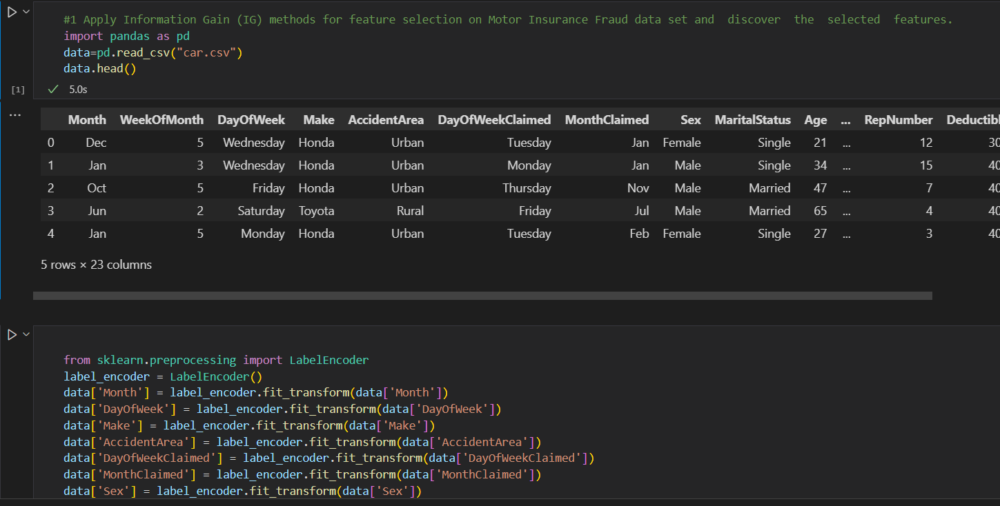 #1 Apply Information Gain (IG) methods for feature selection on Motor Insurance Fraud data set and  discover  the  selected  features.
import pandas as pd
data=pd.read_csv("car.csv")
data.head()
[1] ✓ 5.0s
... Month WeekOfMonth DayOfWeek Make AccidentArea DayOfWeekClaimed MonthClaimed Sex MaritalStatus Age ... RepNumber Deductibl
0 Dec 5 Wednesday Honda Urban Tuesday Jan Female Single 21 ... 12 30
1 Jan 3 Wednesday Honda Urban Monday Jan Male Single 34 ... 15 40
2 Oct 5 Friday Honda Urban Thursday Nov Male Married 47 ... 7 40
3 Jun 2 Saturday Toyota Rural Friday Jul Male Married 65 ... 4 40
4 Jan 5 Monday Honda Urban Tuesday Feb Female Single 27 ... 3 40
5 rows × 23 columns
from sklearn.preprocessing import LabelEncoder
label_encoder = LabelEncoder()
data['Month'] = label_encoder.fit_transform(data['Month'])
data['DayOfWeek'] = label_encoder.fit_transform(data['DayOfWeek'])
data['Make'] = label_encoder.fit_transform(data['Make'])
data['AccidentArea'] = label_encoder.fit_transform(data['AccidentArea'])
data['DayOfWeekClaimed'] = label_encoder.fit_transform(data['DayOfWeekClaimed'])
data['MonthClaimed'] = label_encoder.fit_transform(data['MonthClaimed'])
data['Sex'] = label_encoder.fit_transform(data['Sex'])